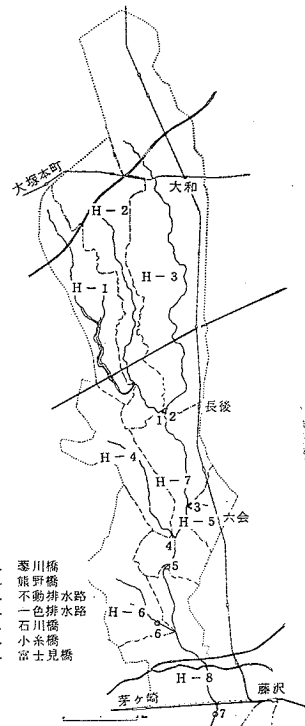 大塚本町
大和
H-2
H-1
H-3
長後
1 2
H-4
H-7
3
H-5
六会
4
5
H-6
6
蓼川橋
熊野橋
不動排水路
一色排水路
石川橋
小糸橋
富士見橋
H-8
茅ヶ崎
藤沢
7